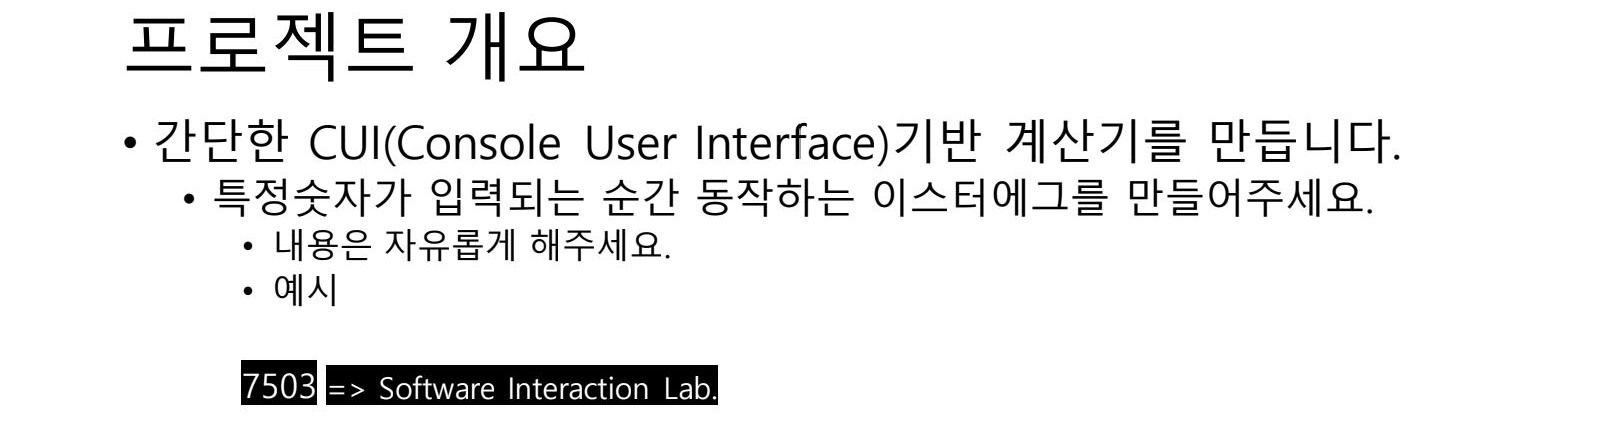 프로젝트 개요
• 간단한 CUI(Console User Interface)기반 계산기를 만듭니다.
• 특정숫자가 입력되는 순간 동작하는 이스터에그를 만들어주세요.
• 내용은 자유롭게 해주세요.
• 예시
7503 => Software Interaction Lab.